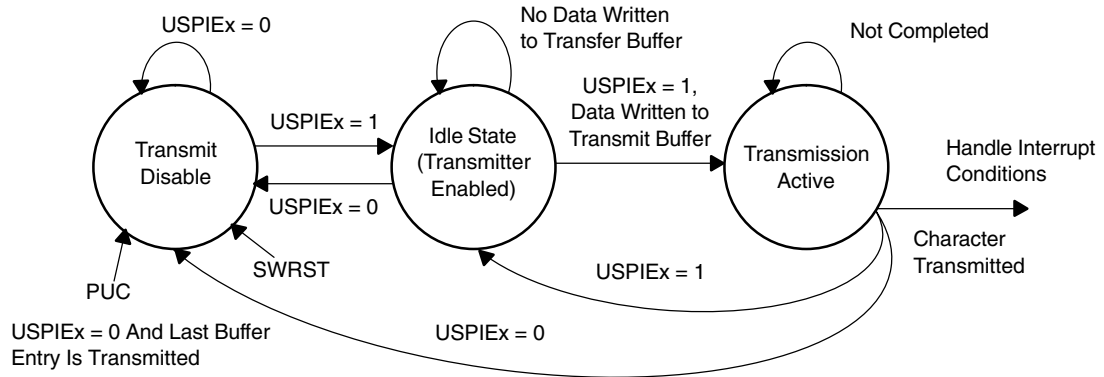 USPIEx = 0
No Data Written
to Transfer Buffer
Not Completed
USPIEx = 1,
Data Written to
Transmit Buffer
USPIEx = 1
Transmit
Disable
Idle State
(Transmitter
Enabled)
Transmission
Active
Handle Interrupt
Conditions
USPIEx = 0
SWRST
PUC
USPIEx = 1
Character
Transmitted
USPIEx = 0 And Last Buffer
Entry Is Transmitted
USPIEx = 0